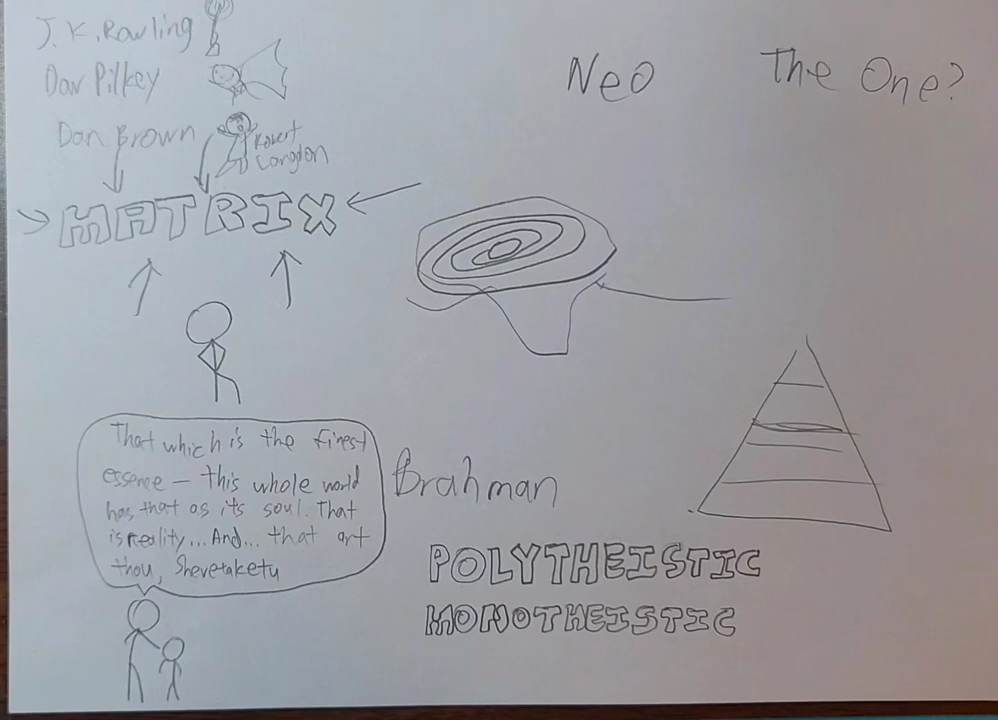 J. K. Rowling
Dav Pilkey
Dan Brown
Robert
Langdon
MATRIX
Neo
The One?
That which is the finest
essence – this whole world
has that as its soul. That
is reality... And... that art
thou, Shevetaketu
Brahman
POLYTHEISTIC
MONOTHEISTIC